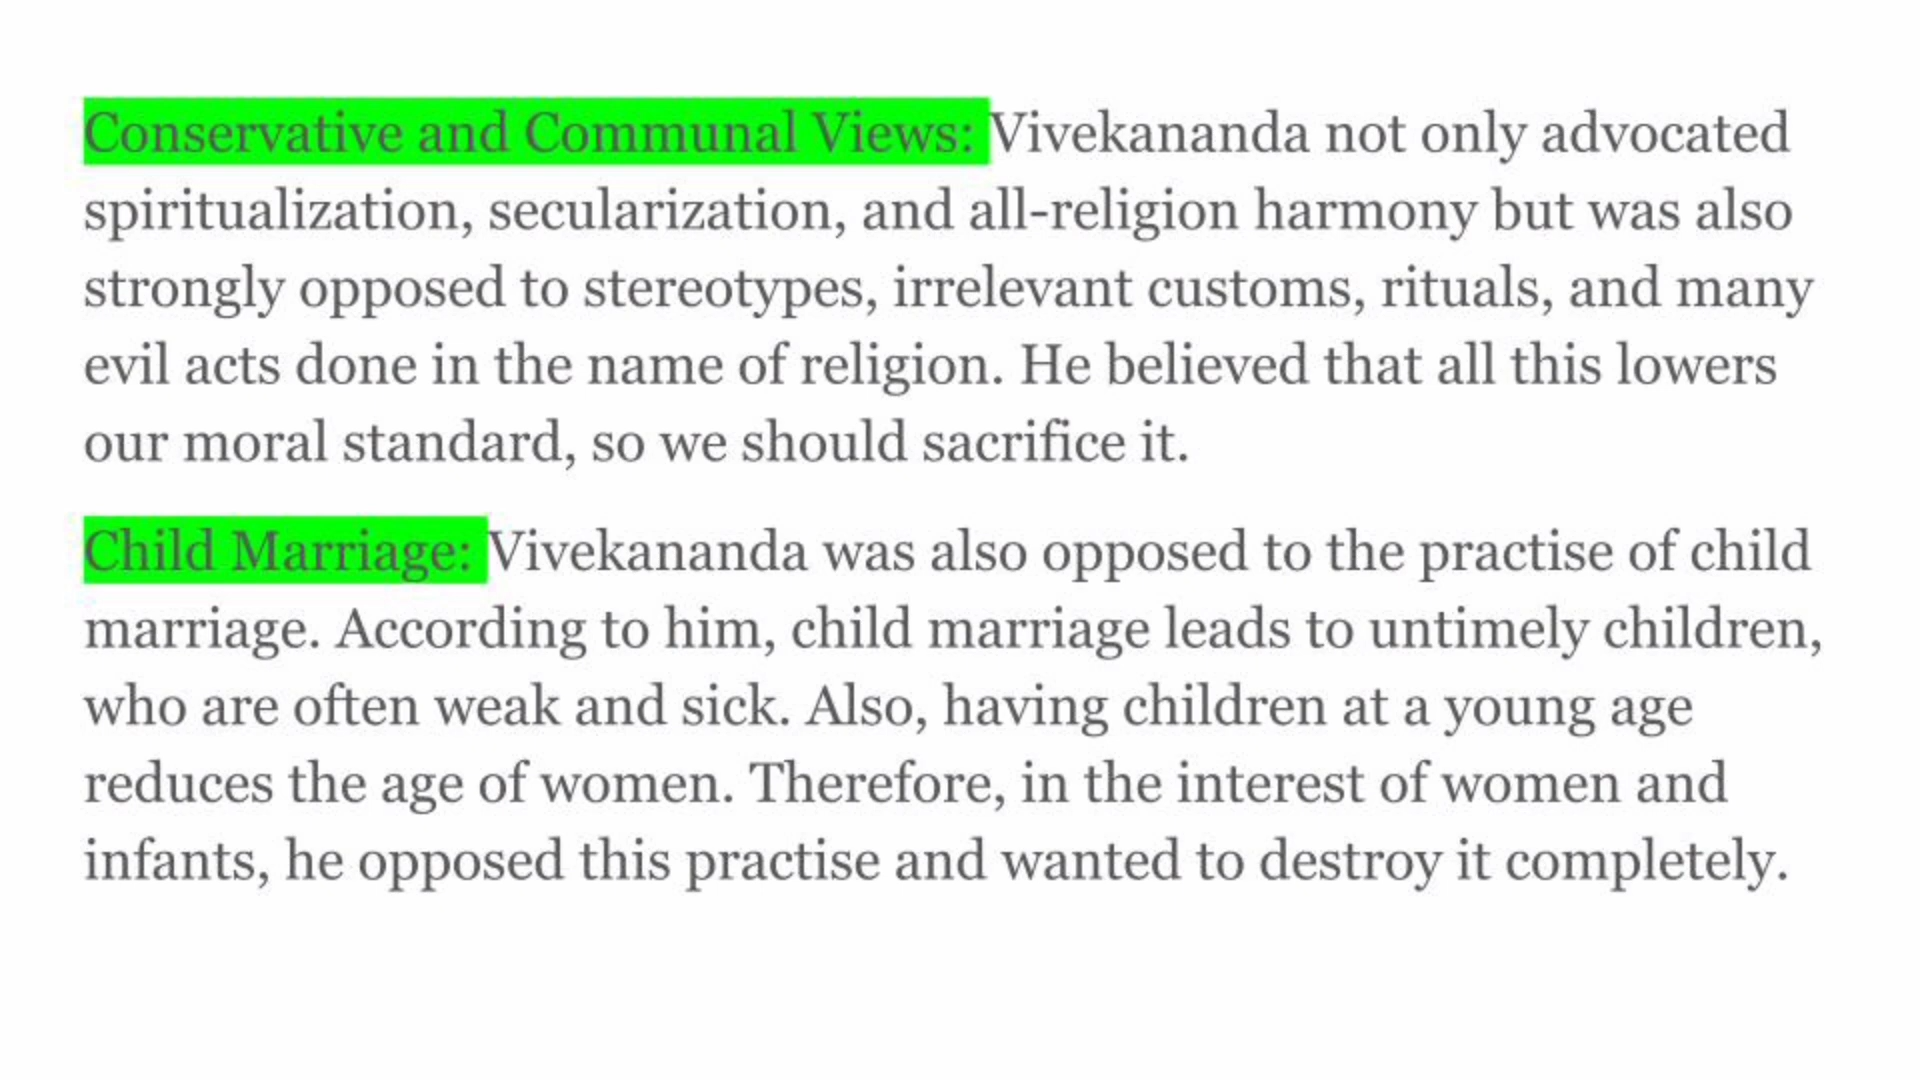 Conservative and Communal Views: Vivekananda not only advocated
spiritualization, secularization, and all-religion harmony but was also
strongly opposed to stereotypes, irrelevant customs, rituals, and many
evil acts done in the name of religion. He believed that all this lowers
our moral standard, so we should sacrifice it.
Child Marriage: Vivekananda was also opposed to the practise of child
marriage. According to him, child marriage leads to untimely children,
who are often weak and sick. Also, having children at a young age
reduces the age of women. Therefore, in the interest of women and
infants, he opposed this practise and wanted to destroy it completely.